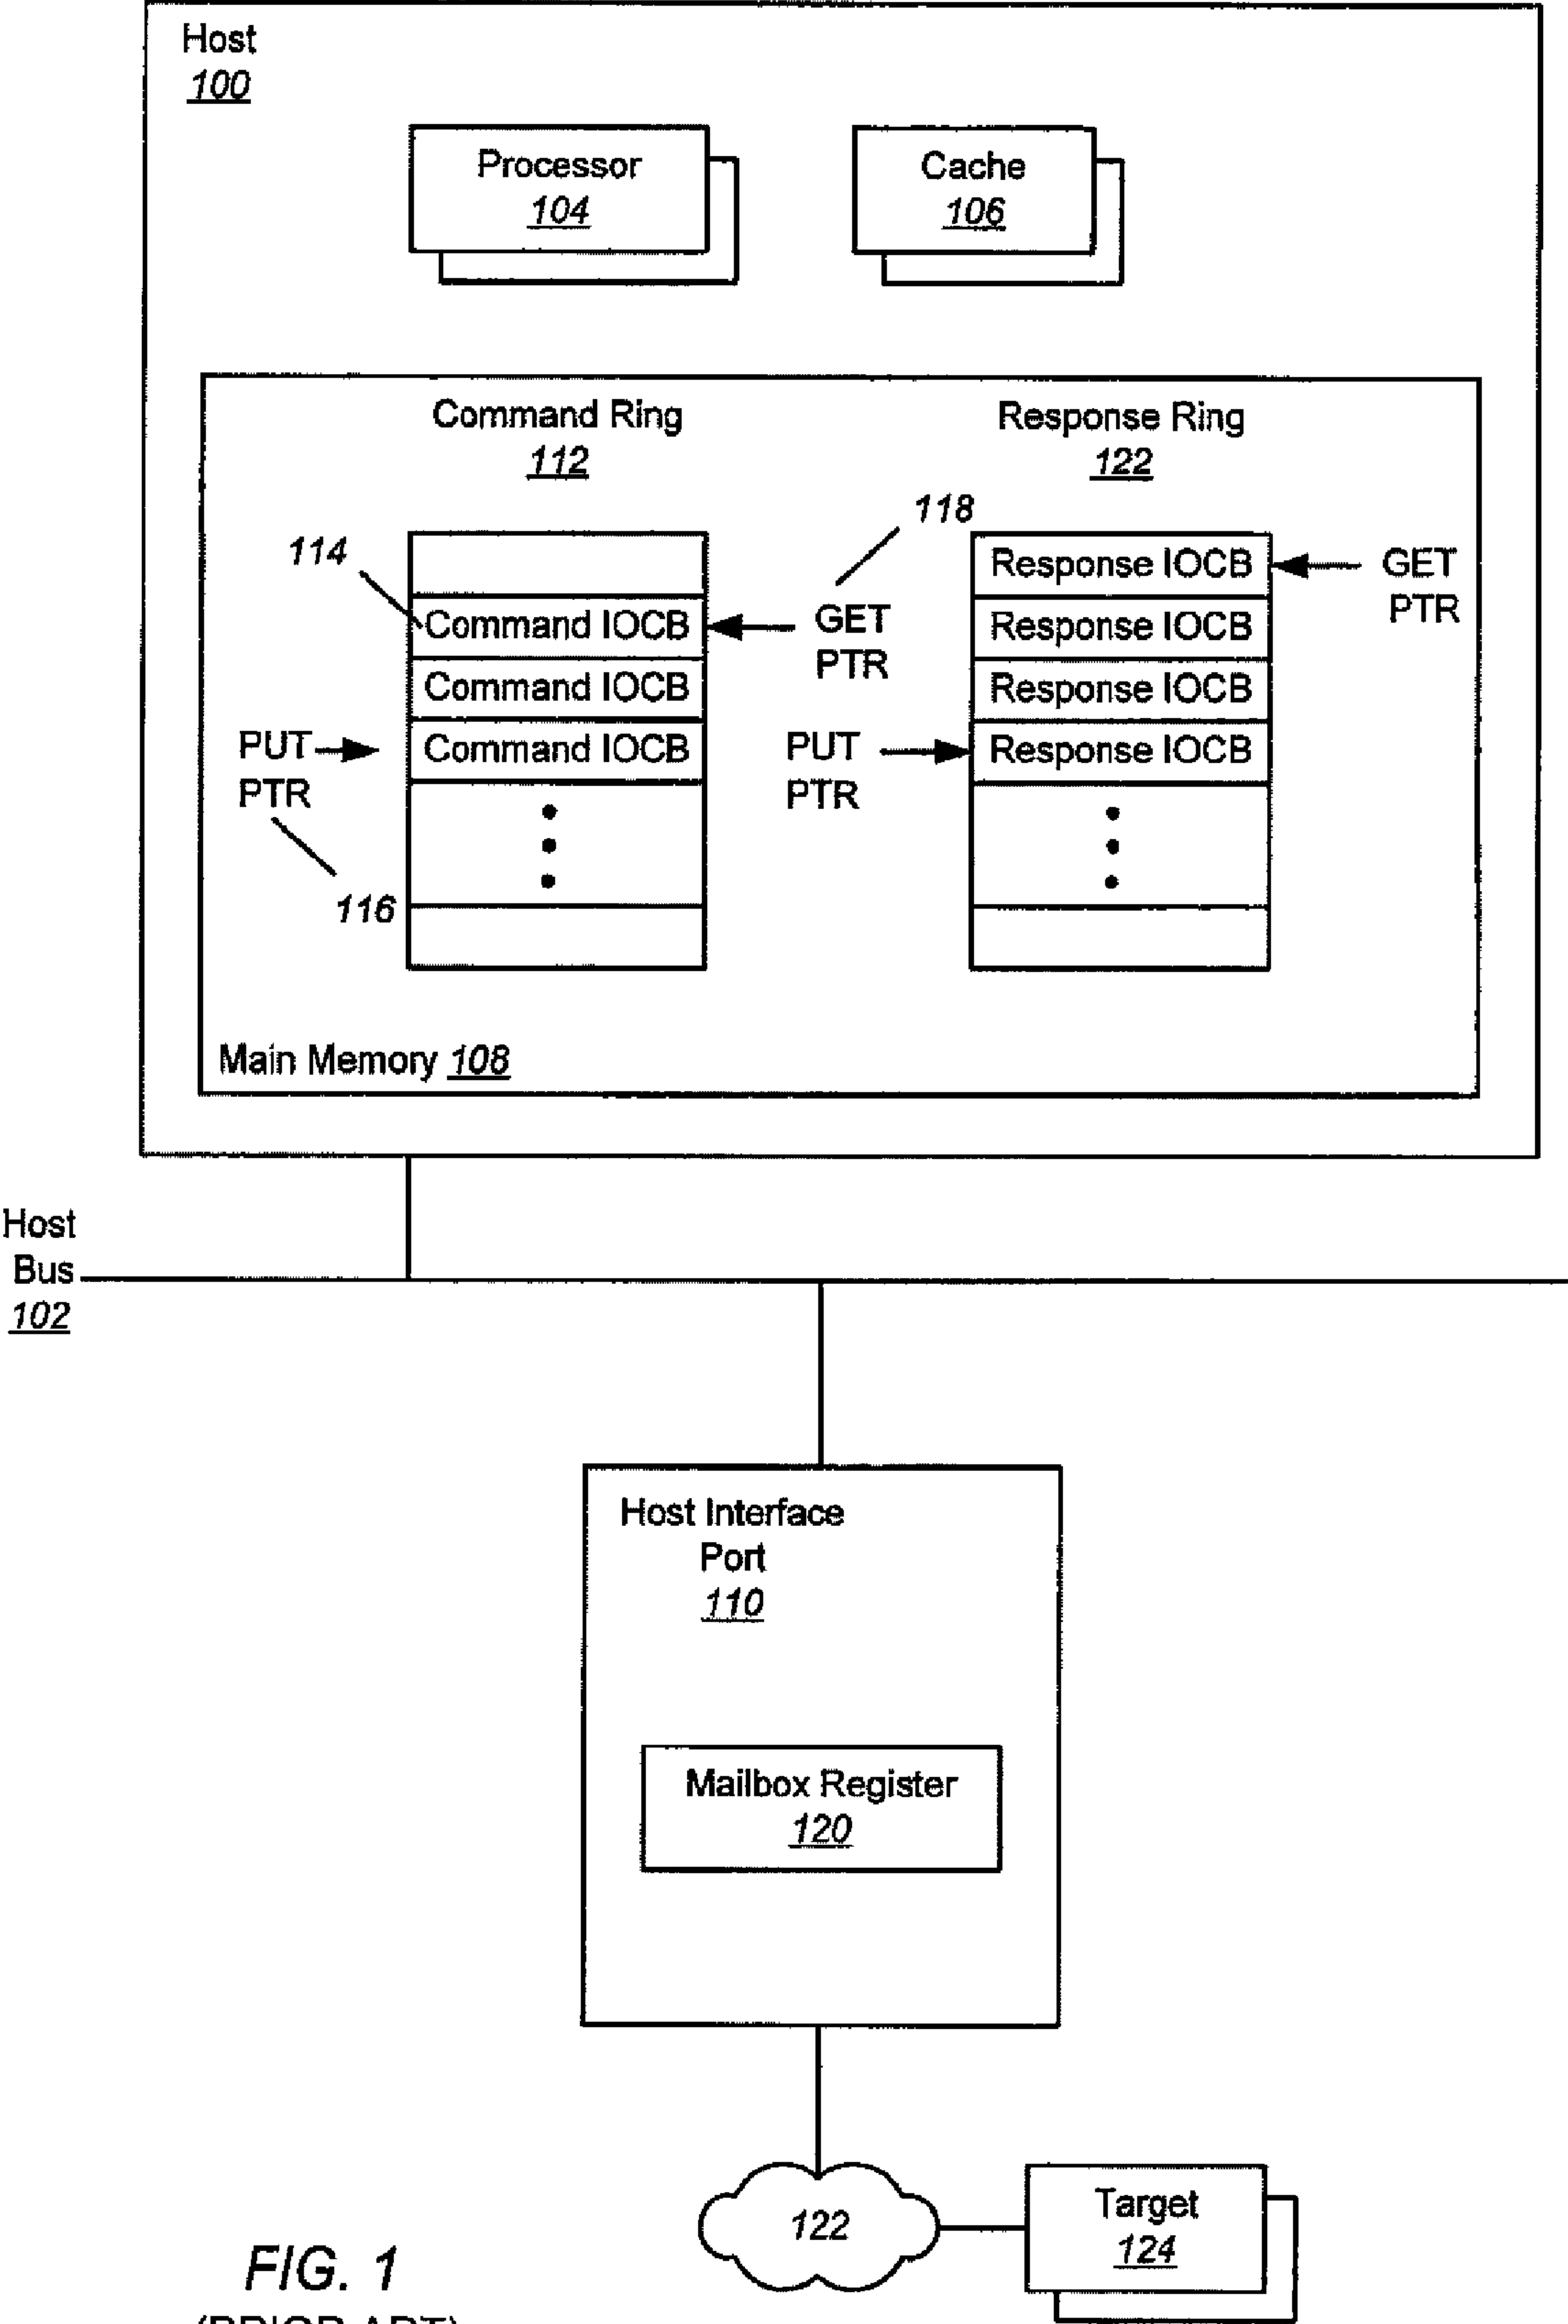 Host
100
Processor
104
Cache
106
Command Ring
112
Response Ring
122
118
114
Response IOCB
GET
PTR
Command IOCB
GET
PTR
Response IOCB
Command IOCB
Response IOCB
PUT
PTR
Command IOCB
PUT
PTR
Response IOCB
116
Main Memory 108
Host
Bus
102
Host Interface
Port
110
Mailbox Register
120
122
Target
124
FIG. 1
(PRIOR ART)